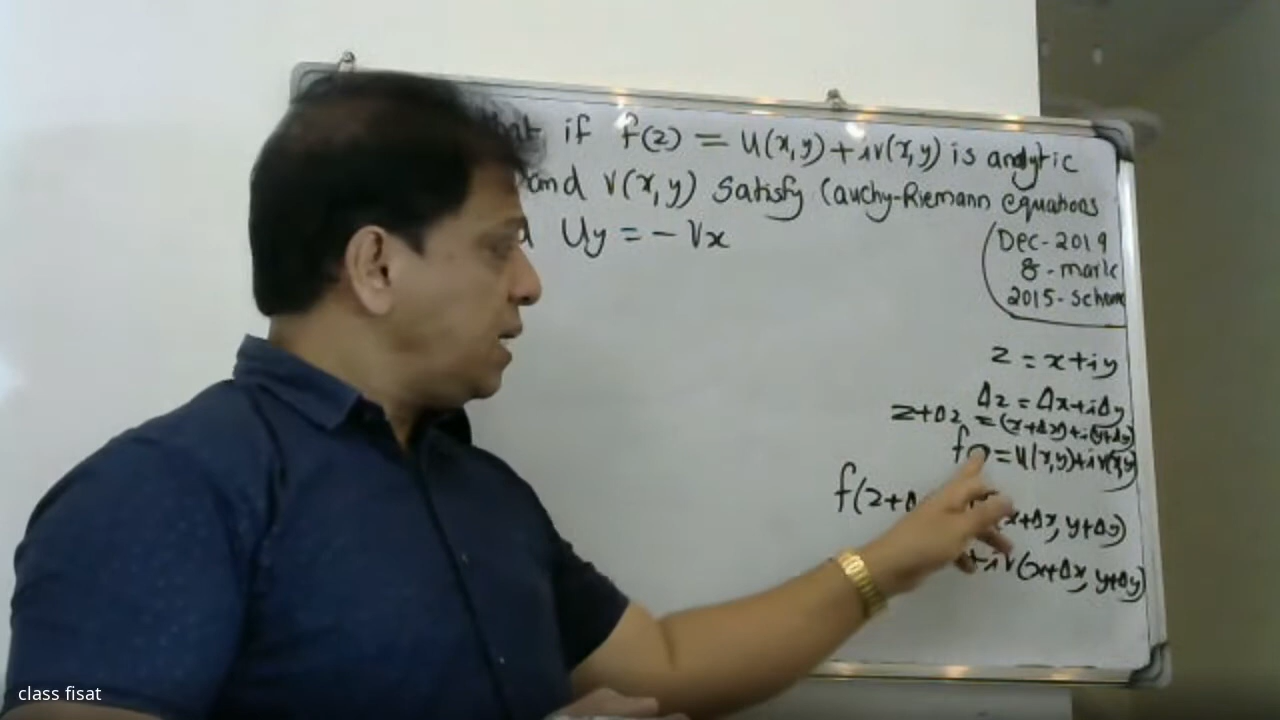 if f(z) = u(x,y)+iv(x,y) is analytic
and v(x,y) satisfy Cauchy-Riemann equations
Uy = -Vx
Dec-2019
8-mark
2015-scheme
z = x+iy
Δz = Δx+iΔy
z+Δz = (x+Δx)+i(y+Δy)
f = u(x,y)+iv(x,y)
f(z+Δ x+Δx, y+Δy)
+iv(x+Δx, y+Δy)
class fisat